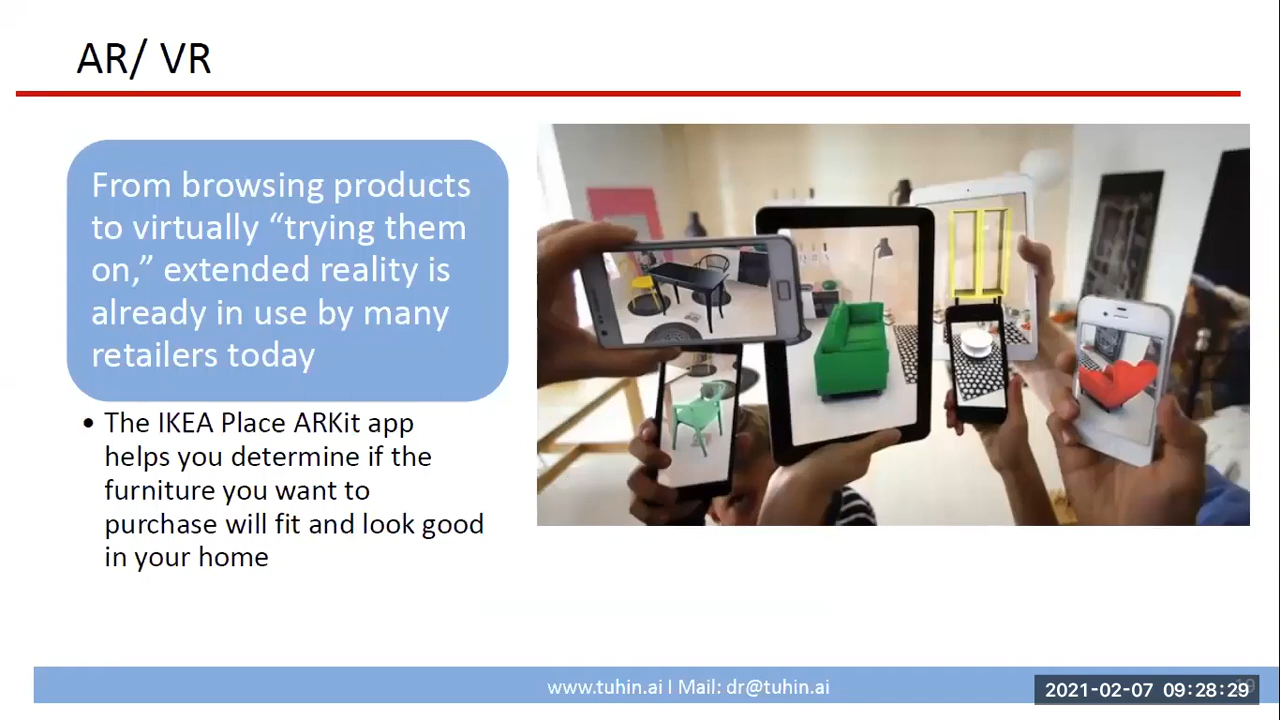 AR/ VR
From browsing products
to virtually “trying them
on,” extended reality is
already in use by many
retailers today
• The IKEA Place ARKit app
helps you determine if the
furniture you want to
purchase will fit and look good
in your home
www.tuhin.ai I Mail: dr@tuhin.ai
2021-02-07 09:28:29